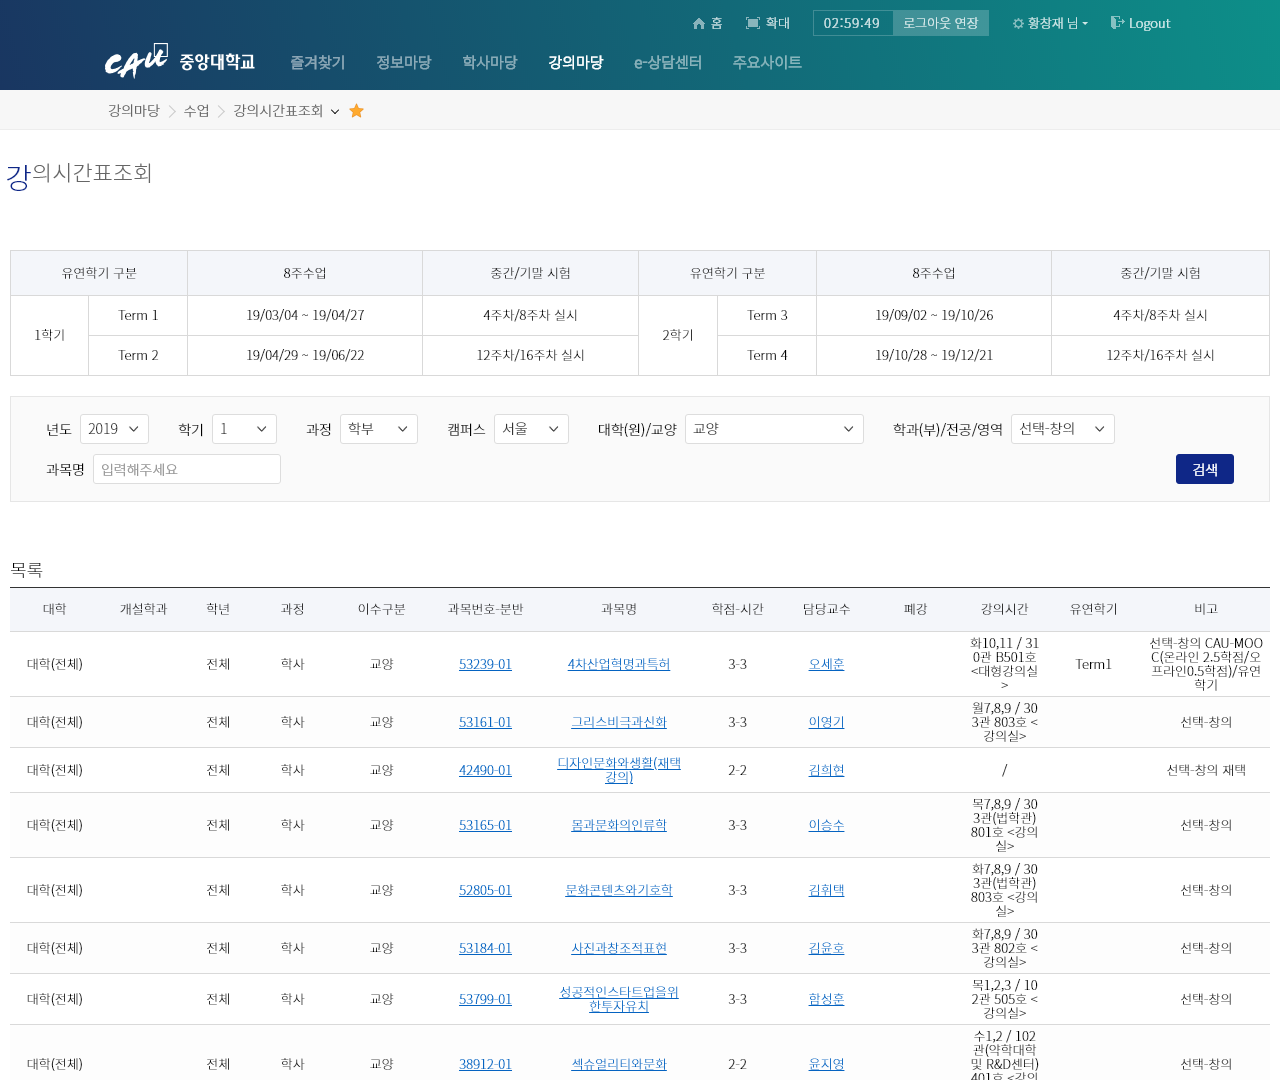 홈 확대 02:59:49 로그아웃 연장 황창재 님 Logout
CAU 중앙대학교 즐겨찾기 정보마당 학사마당 강의마당 e-상담센터 주요사이트
강의마당 수업 강의시간표조회
강의시간표조회
유연학기 구분 8주수업 중간/기말 시험 유연학기 구분 8주수업 중간/기말 시험
1학기 Term 1 19/03/04 ~ 19/04/27 4주차/8주차 실시 2학기 Term 3 19/09/02 ~ 19/10/26 4주차/8주차 실시
Term 2 19/04/29 ~ 19/06/22 12주차/16주차 실시 Term 4 19/10/28 ~ 19/12/21 12주차/16주차 실시
년도 2019 학기 1 과정 학부 캠퍼스 서울 대학(원)/교양 교양 학과(부)/전공/영역 선택-창의
과목명 입력해주세요 검색
목록
대학 개설학과 학년 과정 이수구분 과목번호-분반 과목명 학점-시간 담당교수 폐강 강의시간 유연학기 비고
대학(전체) 전체 학사 교양 53239-01 4차산업혁명과특허 3-3 오세훈
화10,11 / 31
0관 B501호
<대형강의실
>
Term1
선택-창의 CAU-MOO
C(온라인 2.5학점/오
프라인0.5학점)/유연
학기
대학(전체) 전체 학사 교양 53161-01 그리스비극과신화 3-3 이영기
월7,8,9 / 30
3관 803호 <
강의실>
선택-창의
대학(전체) 전체 학사 교양 42490-01
디자인문화와생활(재택
강의)
2-2 김희현 / 선택-창의 재택
대학(전체) 전체 학사 교양 53165-01 몸과문화의인류학 3-3 이승수
목7,8,9 / 30
3관(법학관)
801호 <강의
실>
선택-창의
대학(전체) 전체 학사 교양 52805-01 문화콘텐츠와기호학 3-3 김휘택
화7,8,9 / 30
3관(법학관)
803호 <강의
실>
선택-창의
대학(전체) 전체 학사 교양 53184-01 사진과창조적표현 3-3 김윤호
화7,8,9 / 30
3관 802호 <
강의실>
선택-창의
대학(전체) 전체 학사 교양 53799-01
성공적인스타트업을위
한투자유치
3-3 함성훈
목1,2,3 / 10
2관 505호 <
강의실>
선택-창의
대학(전체) 전체 학사 교양 38912-01 섹슈얼리티와문화 2-2 윤지영
수1,2 / 102
관(약학대학
및 R&D센터)
401호 <강의
선택-창의